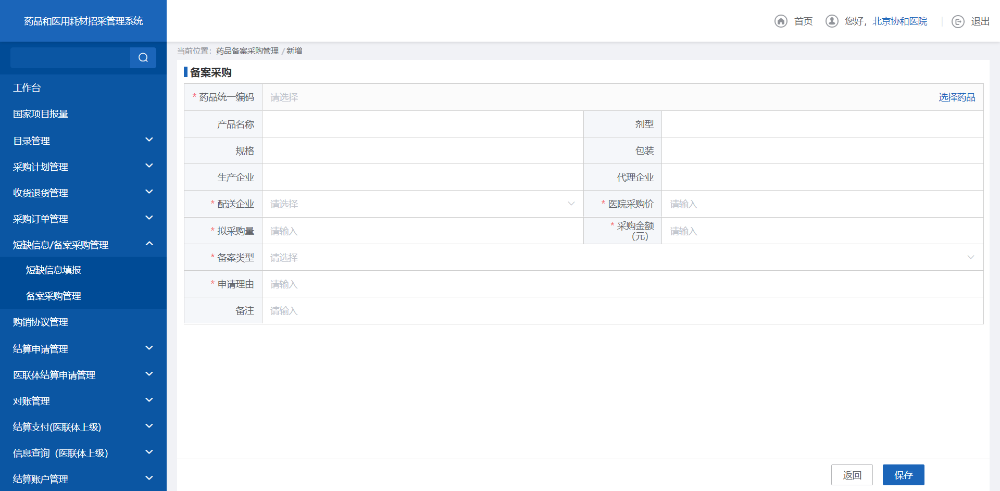 药品和医用耗材招采管理系统
首页
您好，北京协和医院
退出
工作台
国家项目报量
目录管理
采购计划管理
收货退货管理
采购订单管理
短缺信息/备案采购管理
短缺信息填报
备案采购管理
购销协议管理
结算申请管理
医联体结算申请管理
对账管理
结算支付(医联体上级)
信息查询（医联体上级）
结算账户管理
当前位置：药品备案采购管理 / 新增
备案采购
* 药品统一编码 请选择 选择药品
产品名称 剂型
规格 包装
生产企业 代理企业
* 配送企业 请选择 * 医院采购价 请输入
* 拟采购量 请输入 * 采购金额
（元） 请输入
* 备案类型 请选择
* 申请理由 请输入
备注 请输入
返回 保存